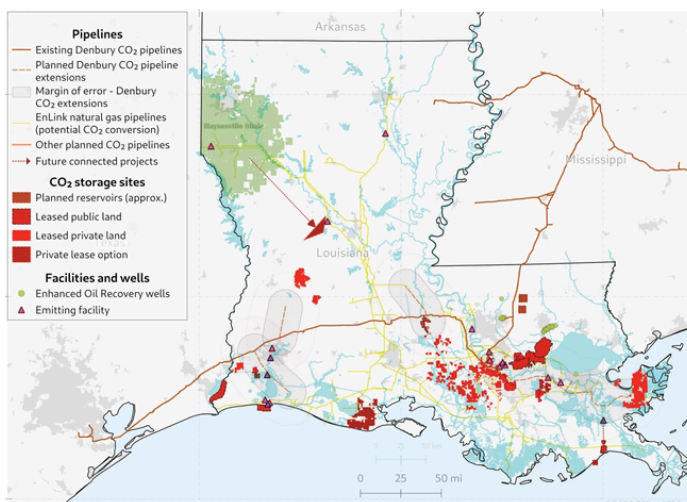 Pipelines
Existing Denbury CO₂ pipelines
Planned Denbury CO₂ pipeline
extensions
Margin of error - Denbury
CO₂ extensions
EnLink natural gas pipelines
(potential CO₂ conversion)
Other planned CO₂ pipelines
Future connected projects
CO₂ storage sites
Planned reservoirs (approx.)
Leased public land
Leased private land
Private lease option
Facilities and wells
Enhanced Oil Recovery wells
Emitting facility
Arkansas
Haynesville Shale
Mississippi
Louisiana
0 25 50 mi